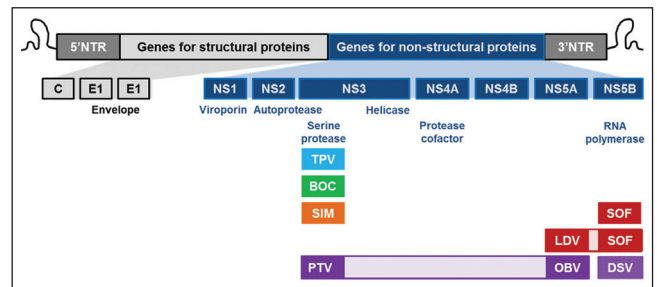 5'NTR Genes for structural proteins Genes for non-structural proteins 3'NTR
C E1 E1 NS1 NS2 NS3 NS4A NS4B NS5A NS5B
Envelope Viroporin Autoprotease Helicase
Serine protease
Protease cofactor
RNA polymerase
TPV
BOC
SIM SOF
LDV SOF
PTV OBV DSV